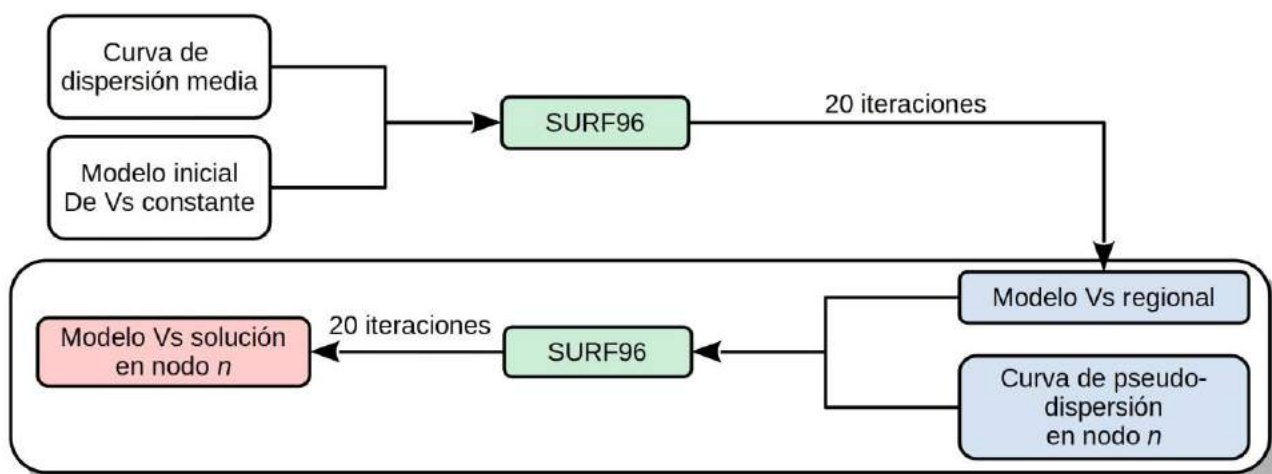 Curva de
dispersión media
Modelo inicial
De Vs constante
SURF96
20 iteraciones
Modelo Vs regional
Curva de pseudo-
dispersión
en nodo n
SURF96
20 iteraciones
Modelo Vs solución
en nodo n